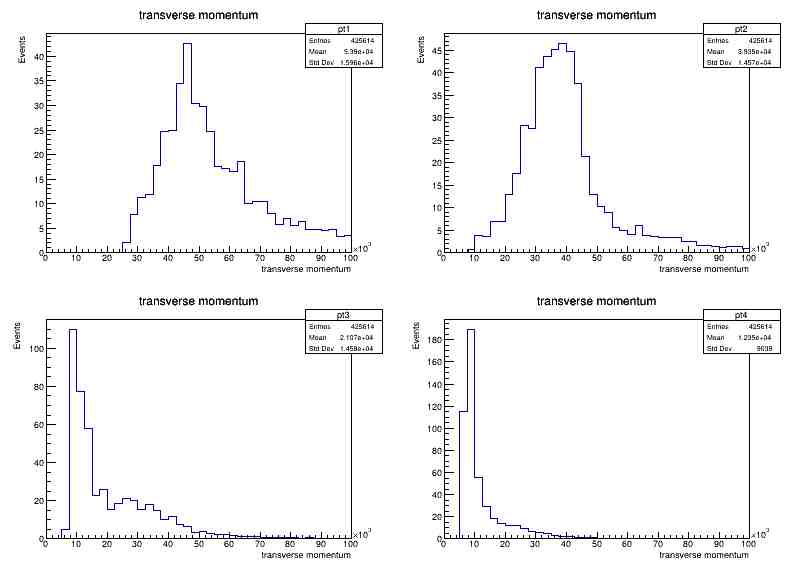 transverse momentum
pt1
Entries 425614
Mean 5.39e+04
Std Dev 1.596e+04
Events
40
35
30
25
20
15
10
5
0
0 10 20 30 40 50 60 70 80 90 100
×10³
transverse momentum
transverse momentum
pt2
Entries 425614
Mean 3.935e+04
Std Dev 1.457e+04
Events
45
40
35
30
25
20
15
10
5
0
0 10 20 30 40 50 60 70 80 90 100
×10³
transverse momentum
transverse momentum
pt3
Entries 425614
Mean 2.107e+04
Std Dev 1.458e+04
Events
100
80
60
40
20
0
0 10 20 30 40 50 60 70 80 90 100
×10³
transverse momentum
transverse momentum
pt4
Entries 425614
Mean 1.235e+04
Std Dev 9039
Events
180
160
140
120
100
80
60
40
20
0
0 10 20 30 40 50 60 70 80 90 100
×10³
transverse momentum